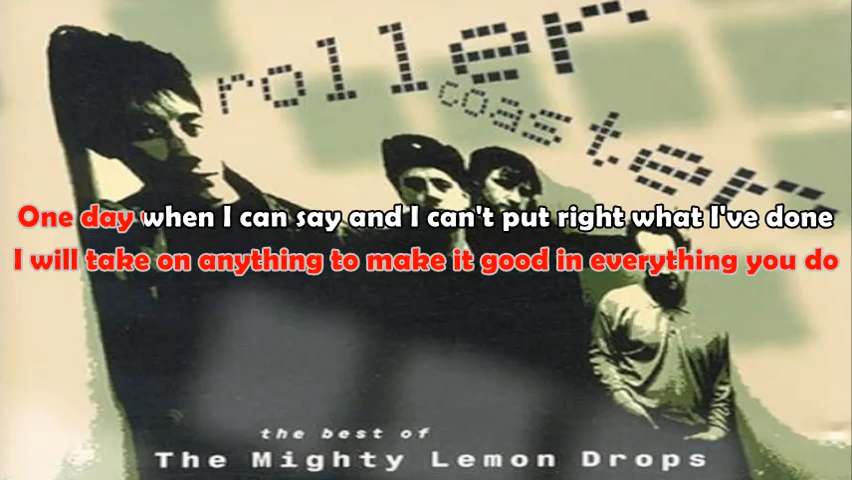 roller
coaster
One day when I can say and I can't put right what I've done
I will take on anything to make it good in everything you do
the best of
The Mighty Lemon Drops